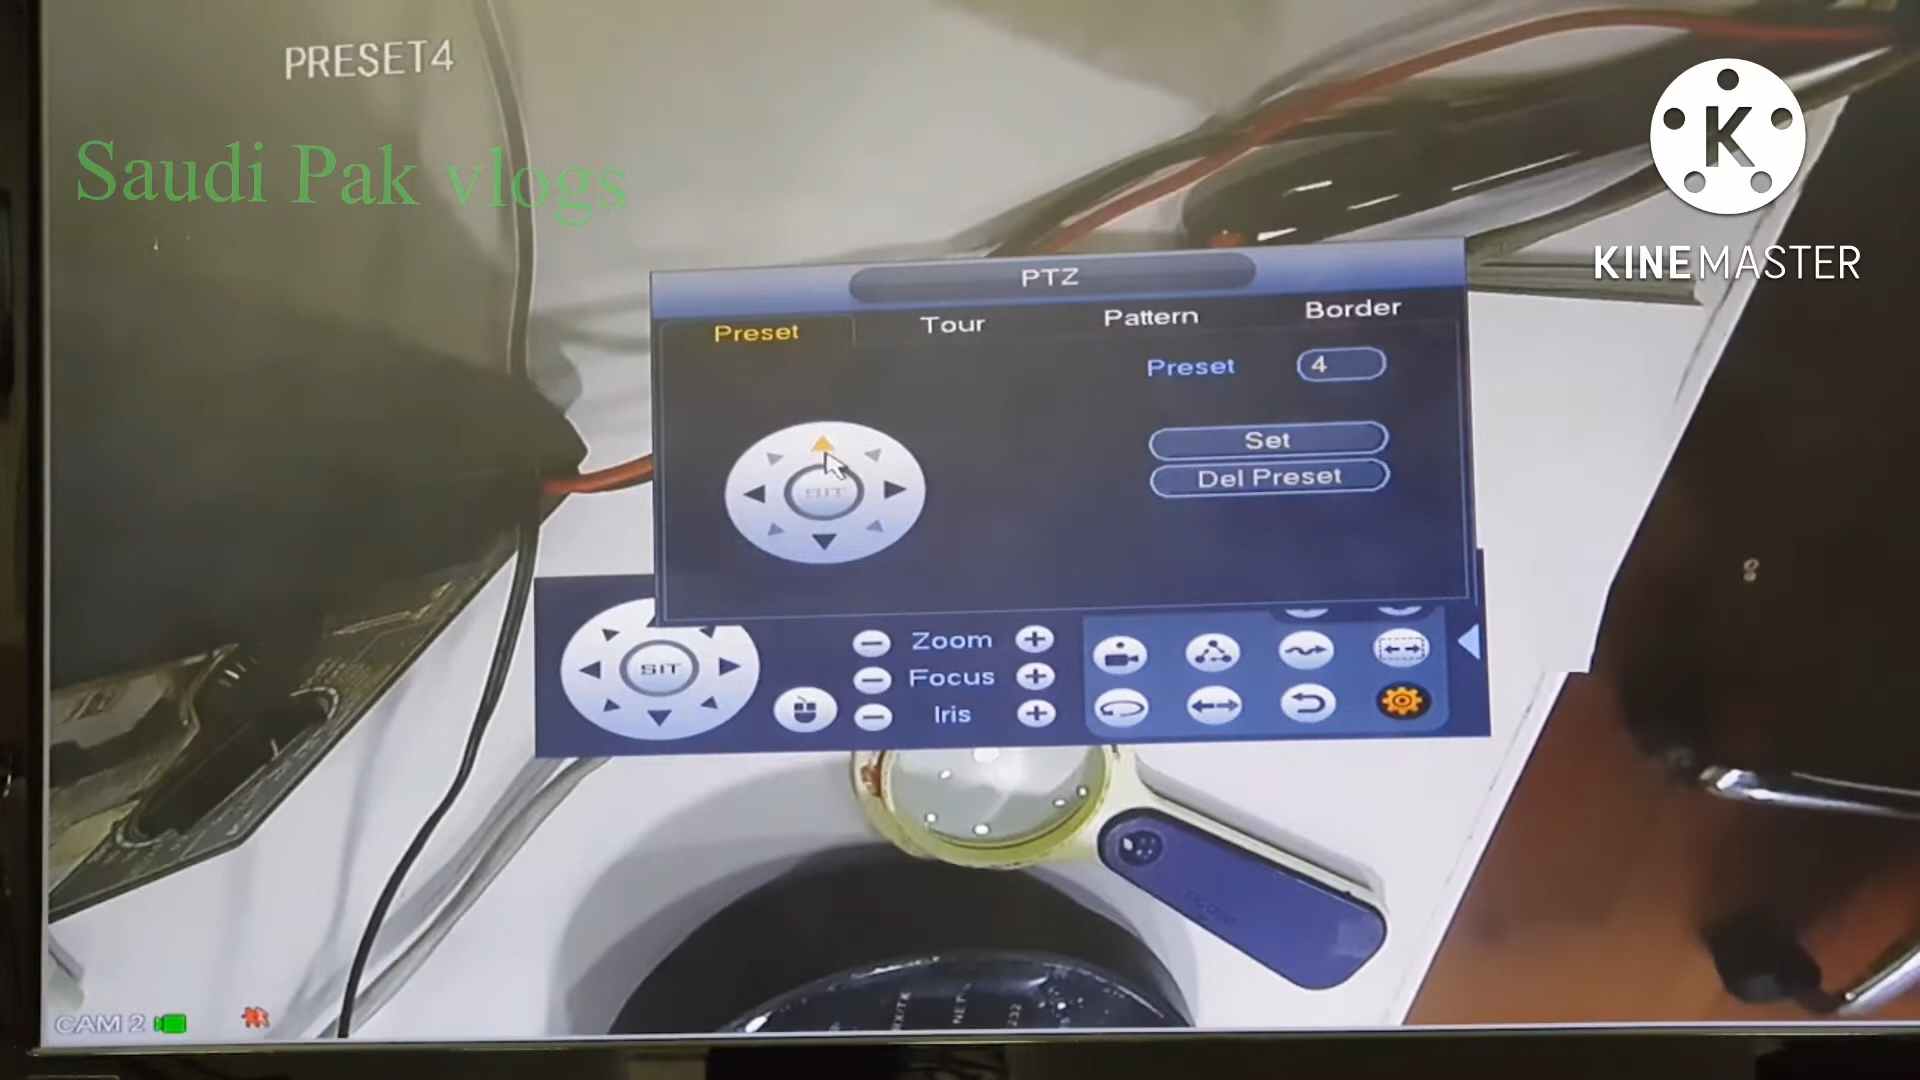 PRESET4
Saudi Pak vlogs
K
KINEMASTER
PTZ
Preset
Tour
Pattern
Border
Preset
4
SIT
Set
Del Preset
SIT
Zoom
Focus
Iris
CAM 2